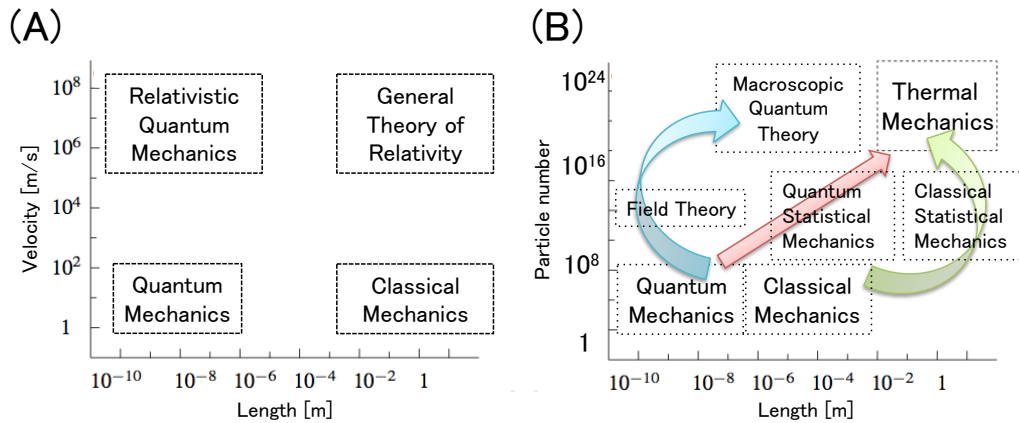 (A)
10^8
10^6
10^4
10^2
1
Velocity [m/s]
Relativistic
Quantum
Mechanics
General
Theory of
Relativity
Quantum
Mechanics
Classical
Mechanics
10^-10
10^-8
10^-6
10^-4
10^-2
1
Length [m]
(B)
10^24
10^16
10^8
1
Particle number
Macroscopic
Quantum
Theory
Thermal
Mechanics
Field Theory
Quantum
Statistical
Mechanics
Classical
Statistical
Mechanics
Quantum
Mechanics
Classical
Mechanics
10^-10
10^-8
10^-6
10^-4
10^-2
1
Length [m]